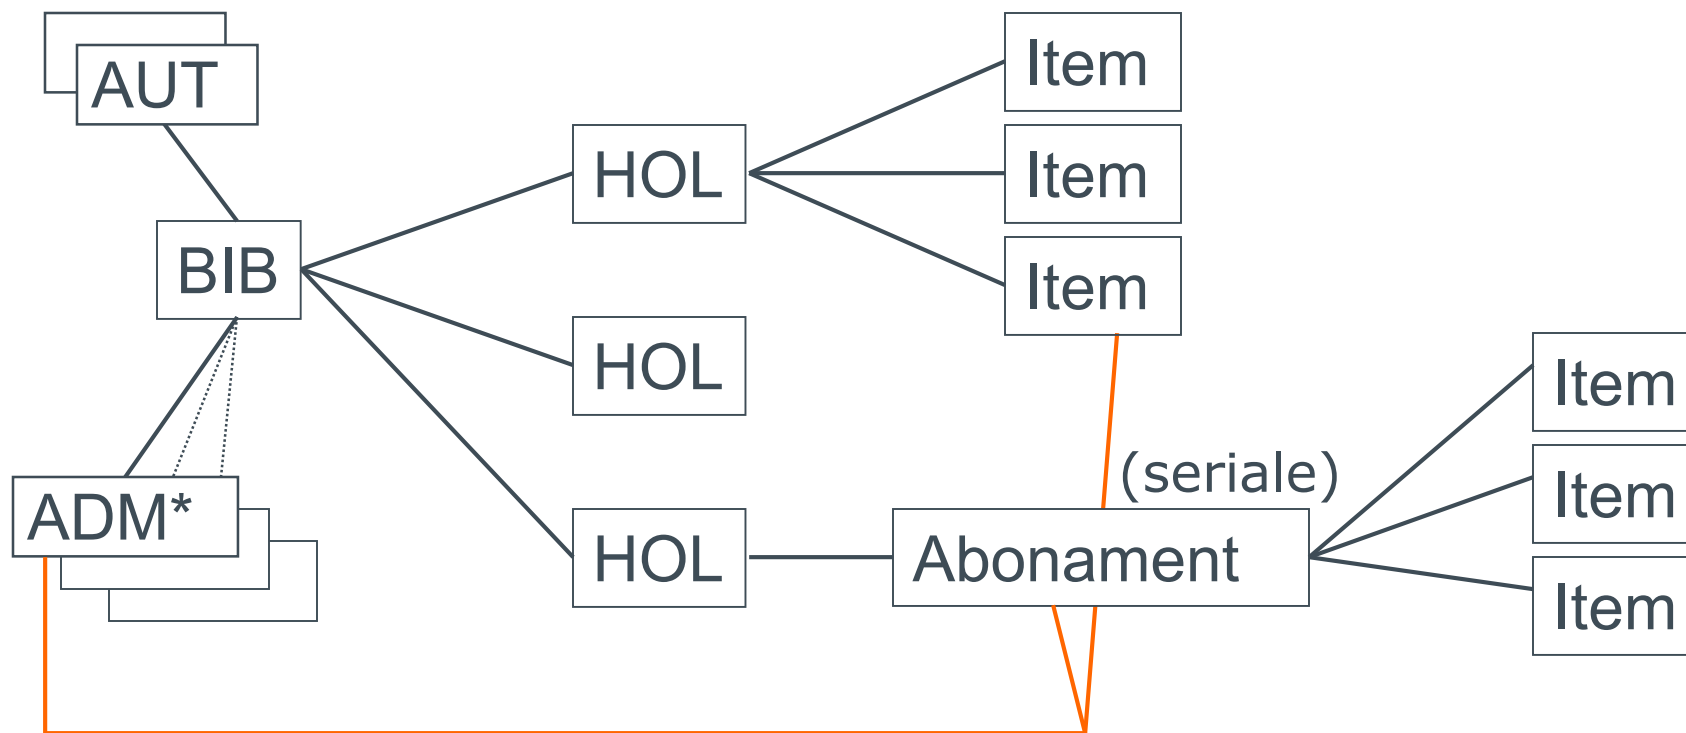 AUT
BIB
ADM*
HOL
HOL
HOL
Item
Item
Item
(seriale)
Abonament
Item
Item
Item